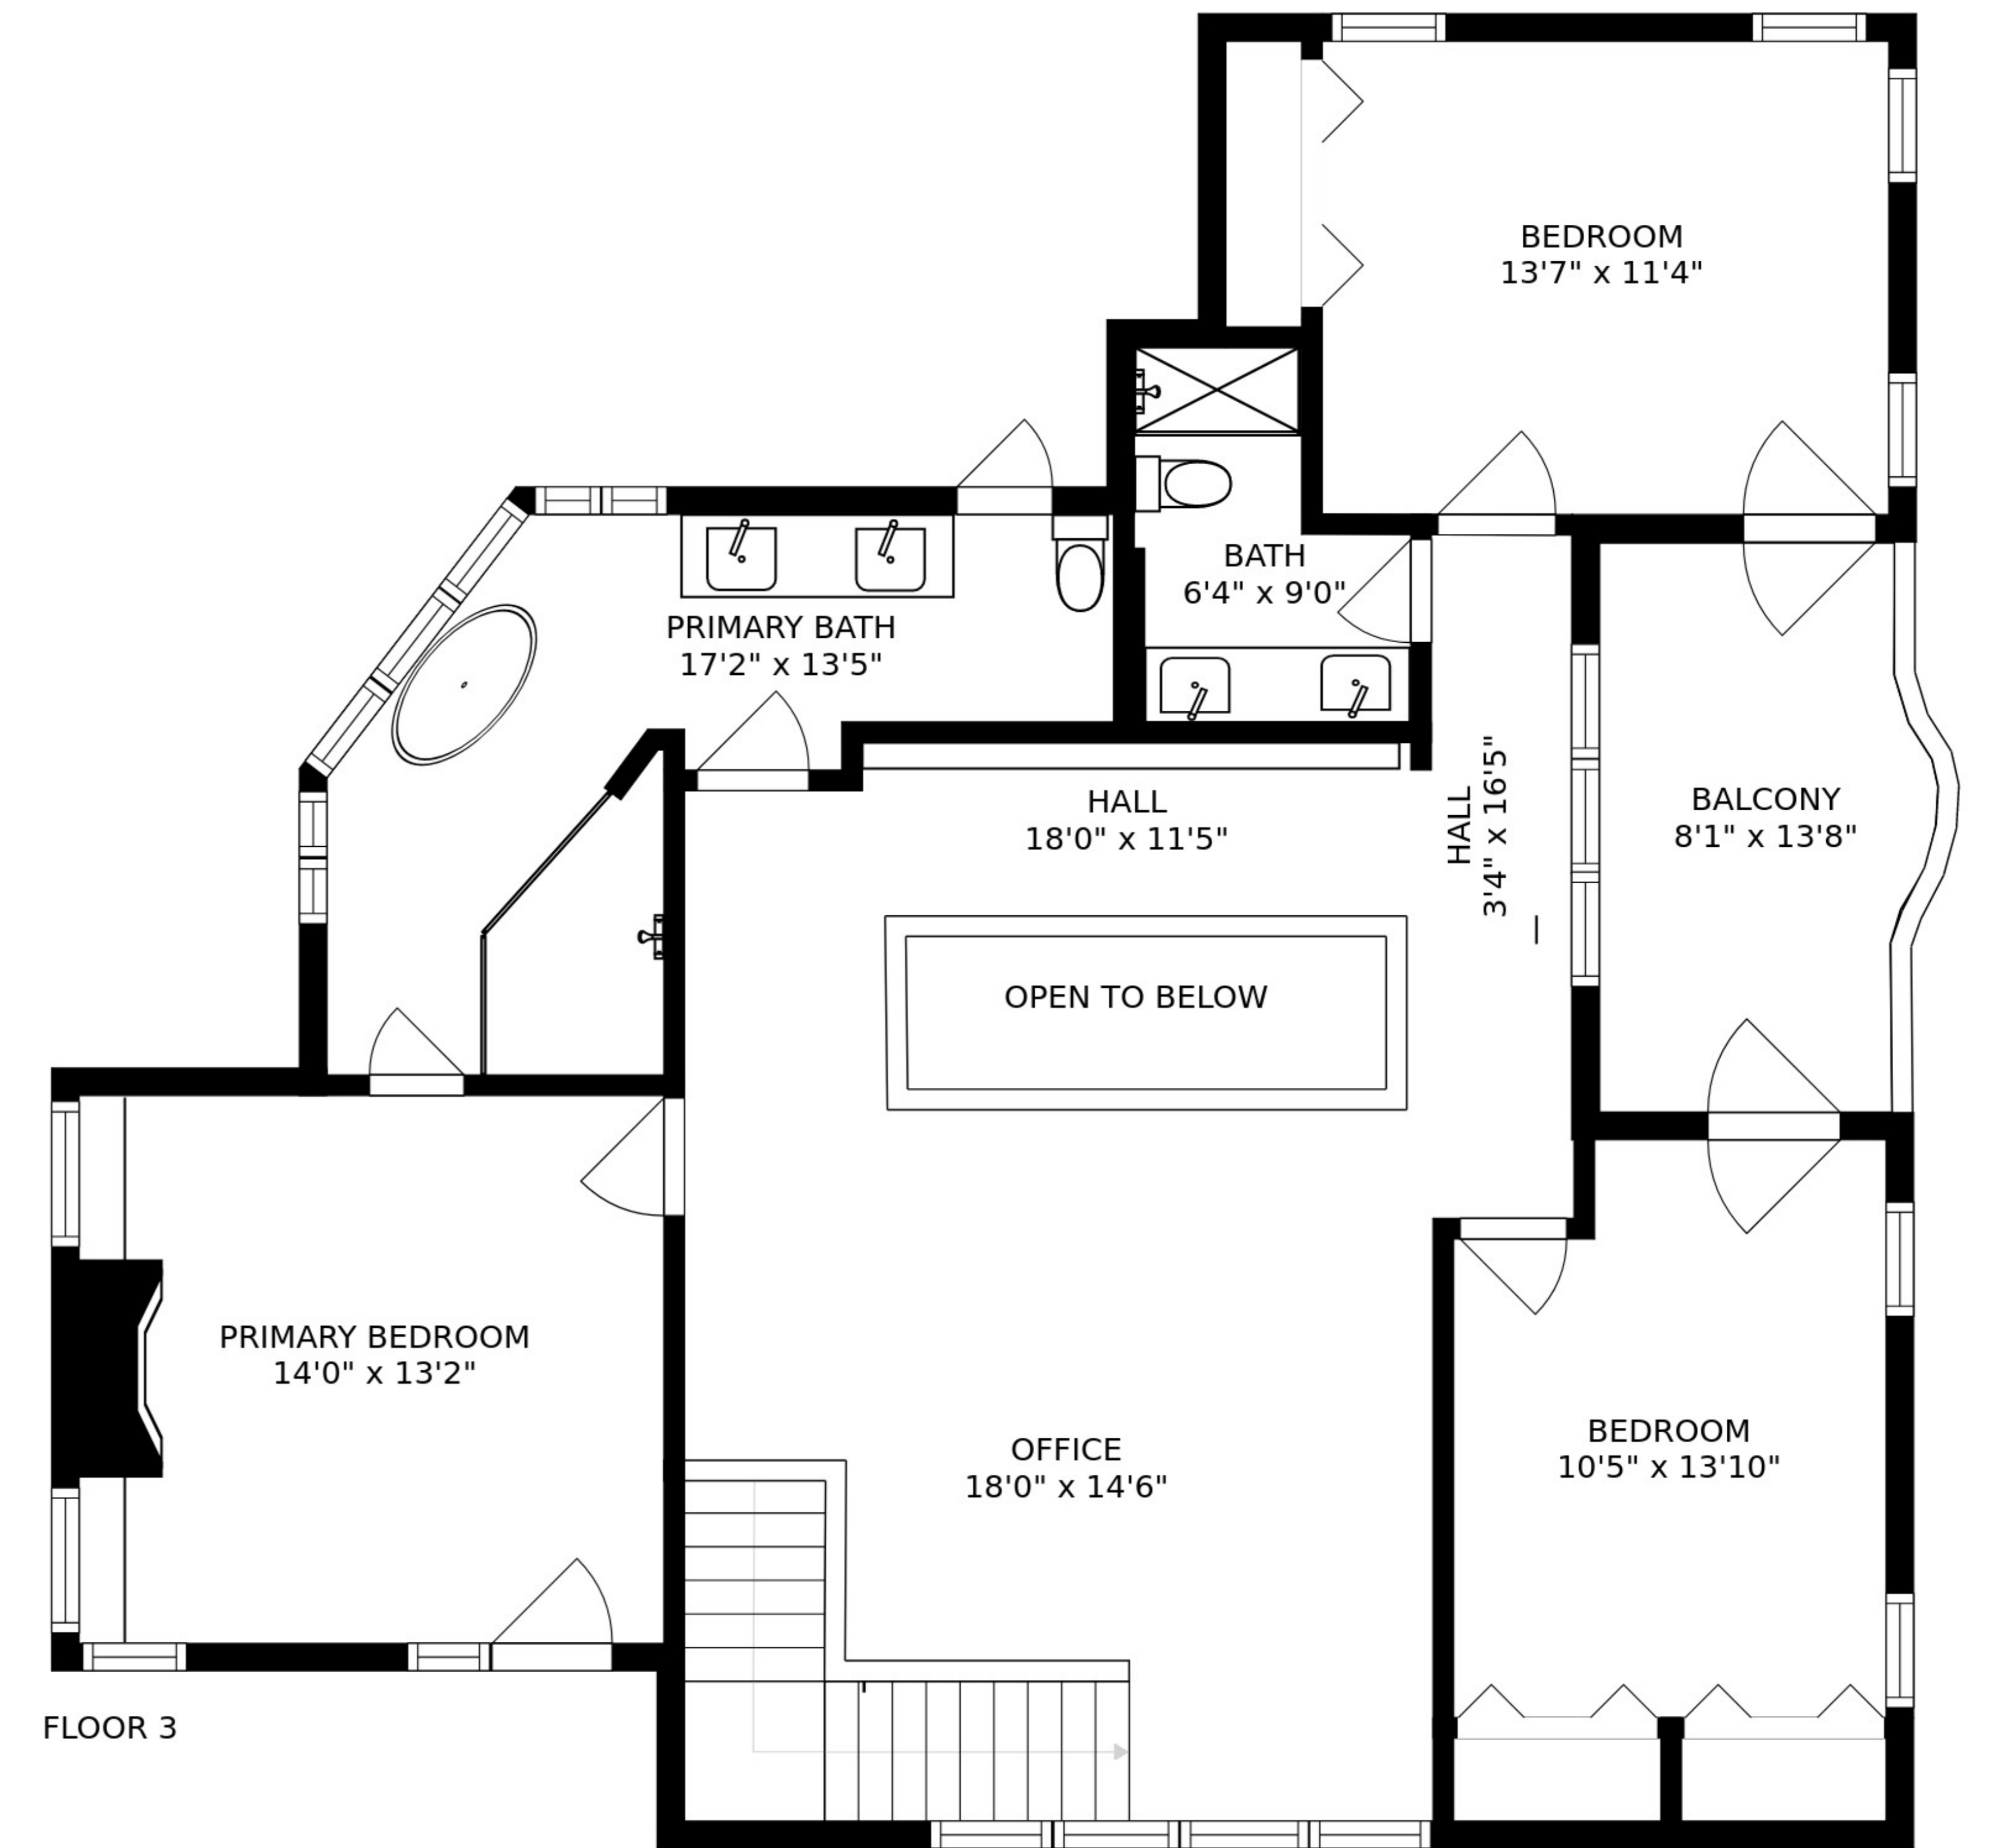 BEDROOM
13'7" x 11'4"
BATH
6'4" x 9'0"
PRIMARY BATH
17'2" x 13'5"
HALL
18'0" x 11'5"
HALL
3'4" x 16'5"
BALCONY
8'1" x 13'8"
OPEN TO BELOW
PRIMARY BEDROOM
14'0" x 13'2"
OFFICE
18'0" x 14'6"
BEDROOM
10'5" x 13'10"
FLOOR 3